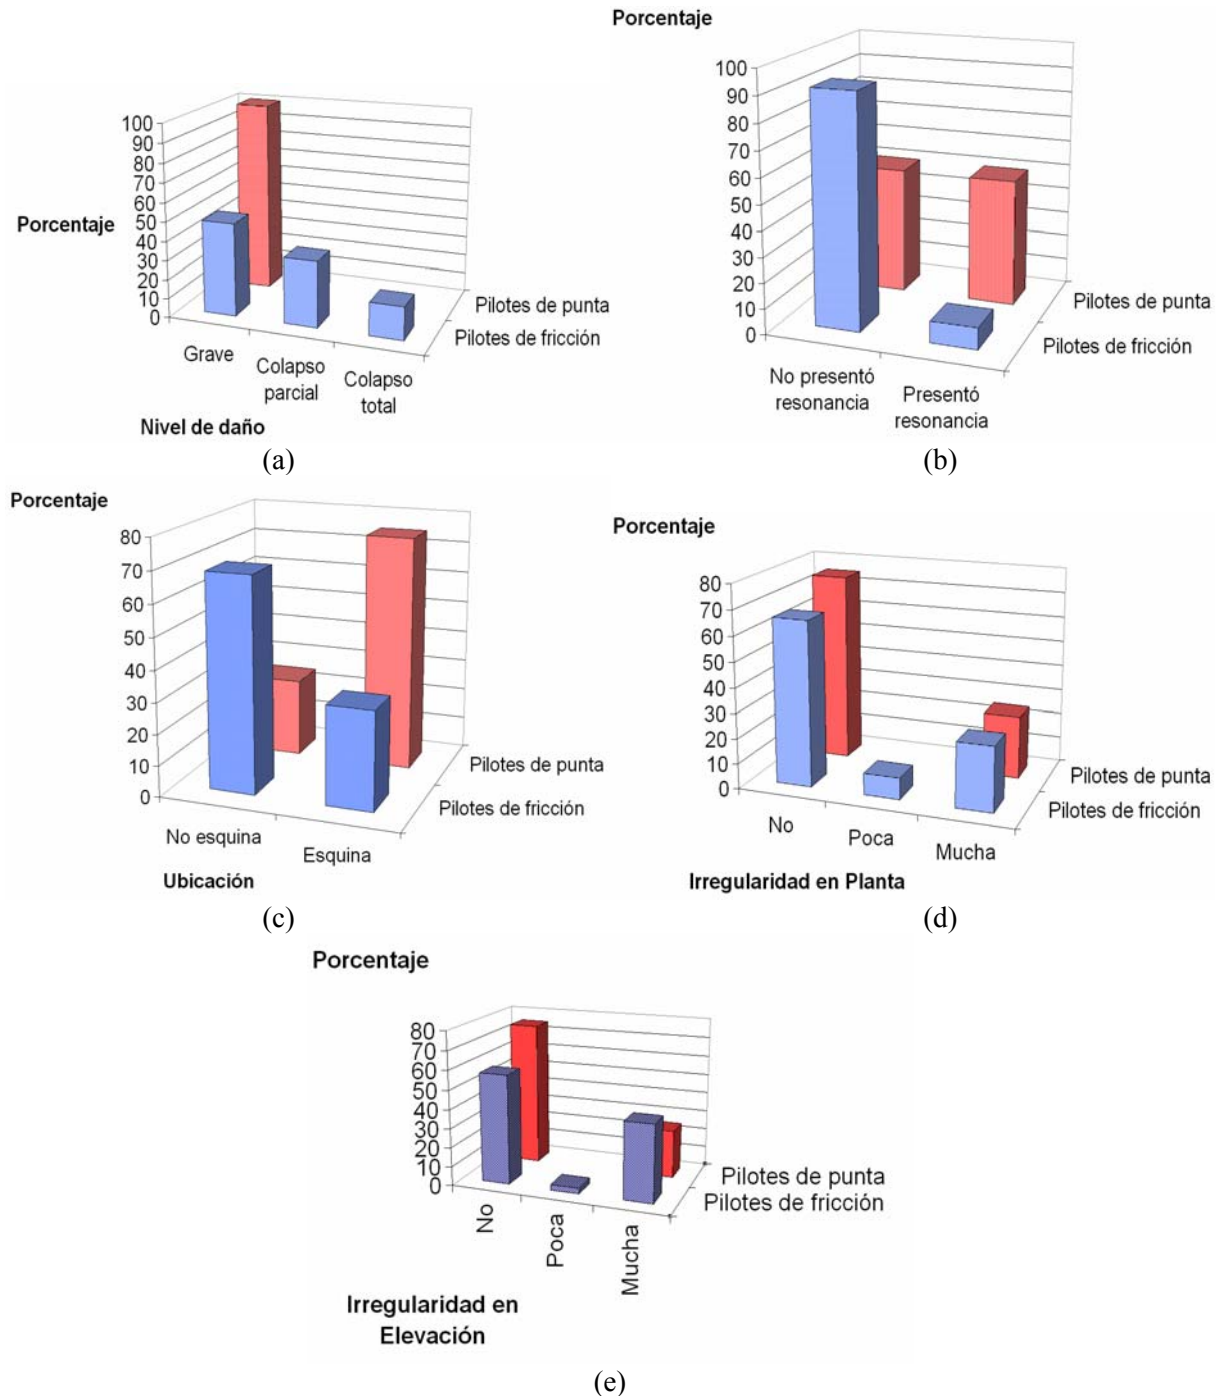 Porcentaje
100
90
80
70
60
50
40
30
20
10
0
Grave
Colapso
parcial
Colapso
total
Pilotes de punta
Pilotes de fricción
Nivel de daño
(a)
Porcentaje
100
90
80
70
60
50
40
30
20
10
0
No presentó
resonancia
Presentó
resonancia
Pilotes de punta
Pilotes de fricción
(b)
Porcentaje
80
70
60
50
40
30
20
10
0
No esquina
Esquina
Pilotes de punta
Pilotes de fricción
Ubicación
(c)
Porcentaje
80
70
60
50
40
30
20
10
0
No
Poca
Mucha
Pilotes de punta
Pilotes de fricción
Irregularidad en Planta
(d)
Porcentaje
80
70
60
50
40
30
20
10
0
No
Poca
Mucha
Pilotes de punta
Pilotes de fricción
Irregularidad en
Elevación
(e)